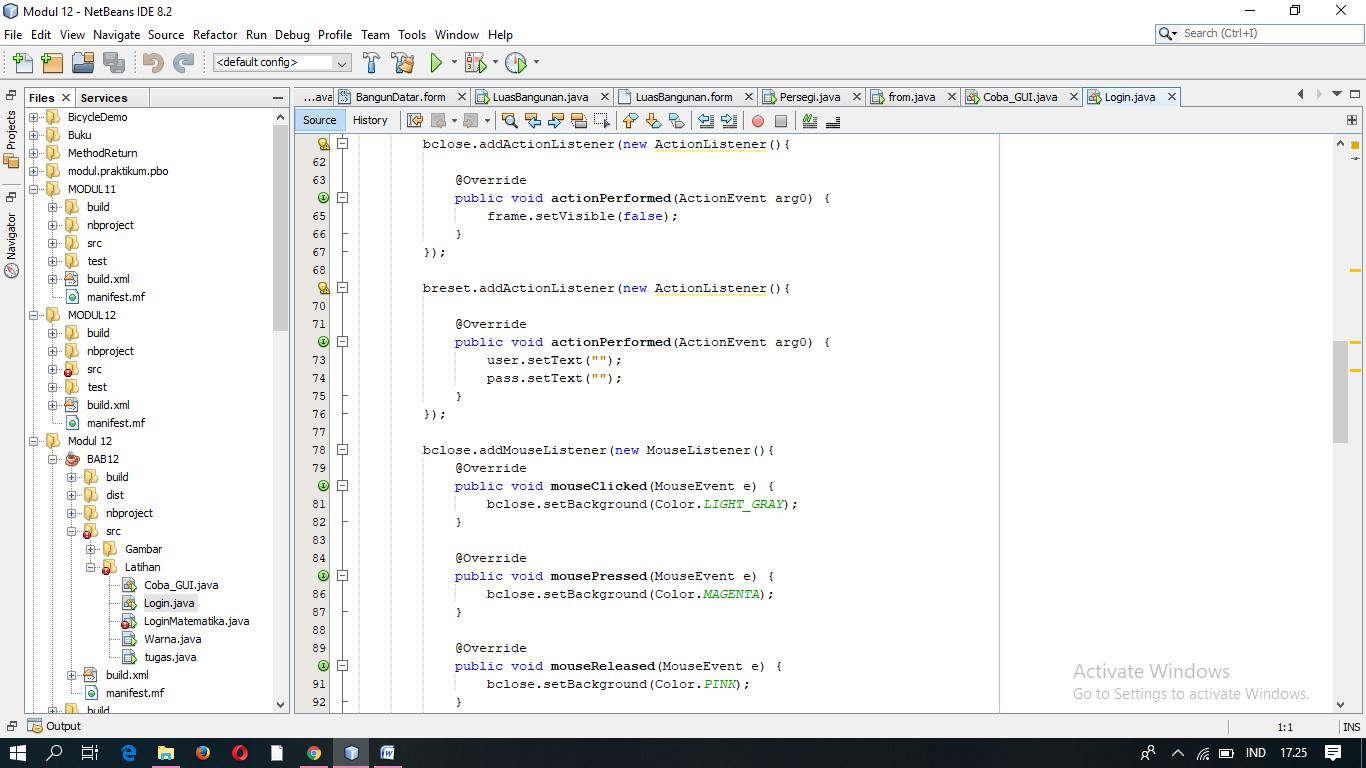 Modul 12 - NetBeans IDE 8.2
File Edit View Navigate Source Refactor Run Debug Profile Team Tools Window Help
Search (Ctrl+I)
<default config>
Projects
Navigator
Files Services
BicycleDemo
Buku
MethodReturn
modul.praktikum.pbo
MODUL11
build
nbproject
src
test
build.xml
manifest.mf
MODUL12
build
nbproject
src
test
build.xml
manifest.mf
Modul 12
BAB12
build
dist
nbproject
src
Gambar
Latihan
Coba_GUI.java
Login.java
LoginMatematika.java
Warna.java
tugas.java
build.xml
manifest.mf
build
...ava BangunDatar.form LuasBangunan.java LuasBangunan.form Persegi.java from.java Coba_GUI.java Login.java
Source History
bclose.addActionListener(new ActionListener(){
62
63 @Override
public void actionPerformed(ActionEvent arg0) {
65 frame.setVisible(false);
66 }
67 });
68
breset.addActionListener(new ActionListener(){
70
71 @Override
public void actionPerformed(ActionEvent arg0) {
73 user.setText("");
74 pass.setText("");
75 }
76 });
77
78 bclose.addMouseListener(new MouseListener(){
79 @Override
public void mouseClicked(MouseEvent e) {
81 bclose.setBackground(Color.LIGHT_GRAY);
82 }
83
84 @Override
public void mousePressed(MouseEvent e) {
86 bclose.setBackground(Color.MAGENTA);
87 }
88
89 @Override
public void mouseReleased(MouseEvent e) {
91 bclose.setBackground(Color.PINK);
92 }
Activate Windows
Go to Settings to activate Windows.
Output
1:1 INS
IND 17.25